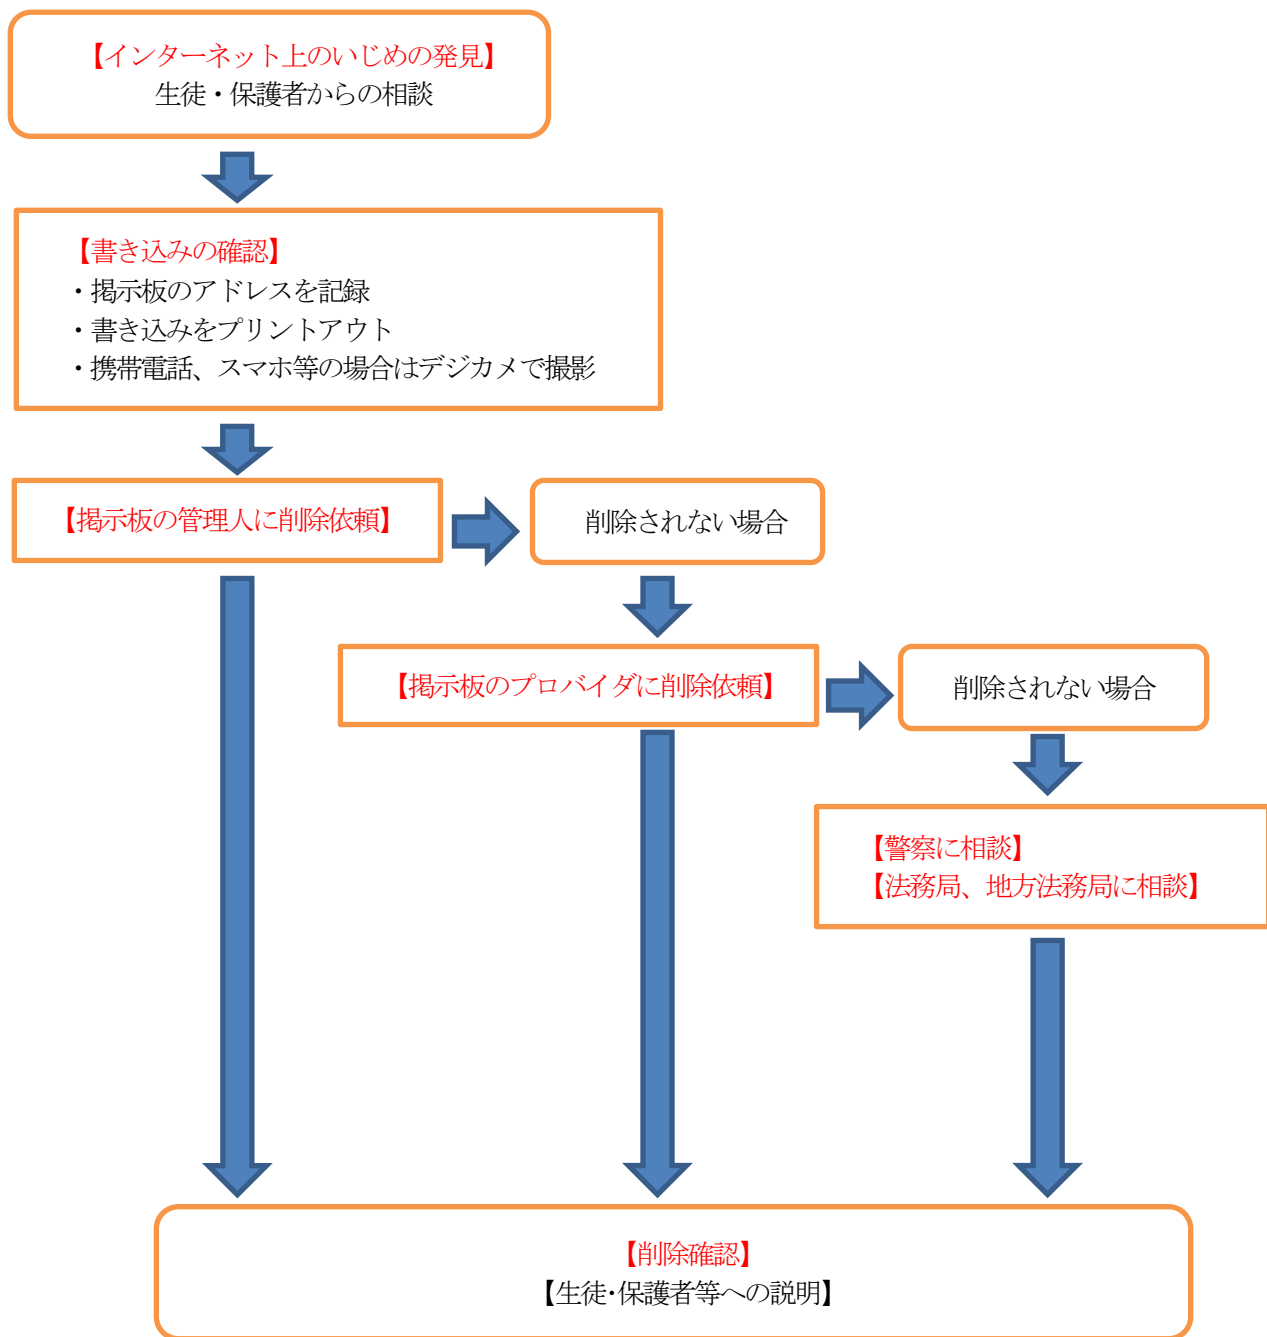 【インターネット上のいじめの発見】
生徒・保護者からの相談
【書き込みの確認】
・掲示板のアドレスを記録
・書き込みをプリントアウト
・携帯電話、スマホ等の場合はデジカメで撮影
【掲示板の管理人に削除依頼】
削除されない場合
【掲示板のプロバイダに削除依頼】
削除されない場合
【警察に相談】
【法務局、地方法務局に相談】
【削除確認】
【生徒・保護者等への説明】